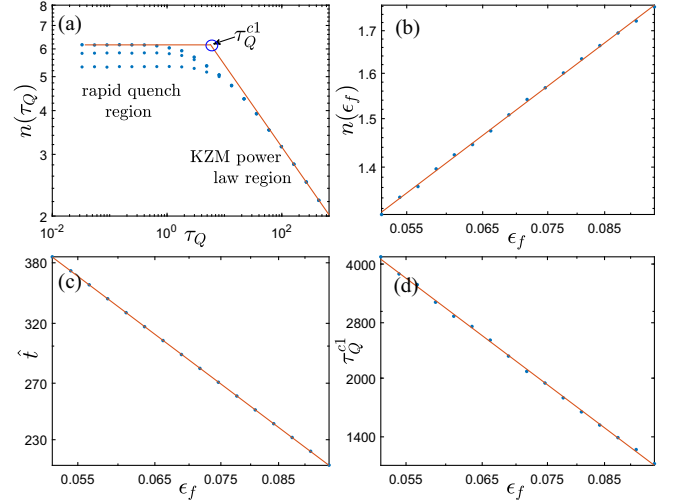 (a)
τ_Q^{c1}
n(τ_Q)
8
7
6
5
4
3
2
rapid quench
region
KZM power
law region
10^{-2}
10^0
10^2
τ_Q
(b)
n(ϵ_f)
1.7
1.6
1.5
1.4
0.055
0.065
0.075
0.085
ϵ_f
(c)
t̂
380
320
270
230
0.055
0.065
0.075
0.085
ϵ_f
(d)
τ_Q^{c1}
4000
2800
2000
1400
0.055
0.065
0.075
0.085
ϵ_f